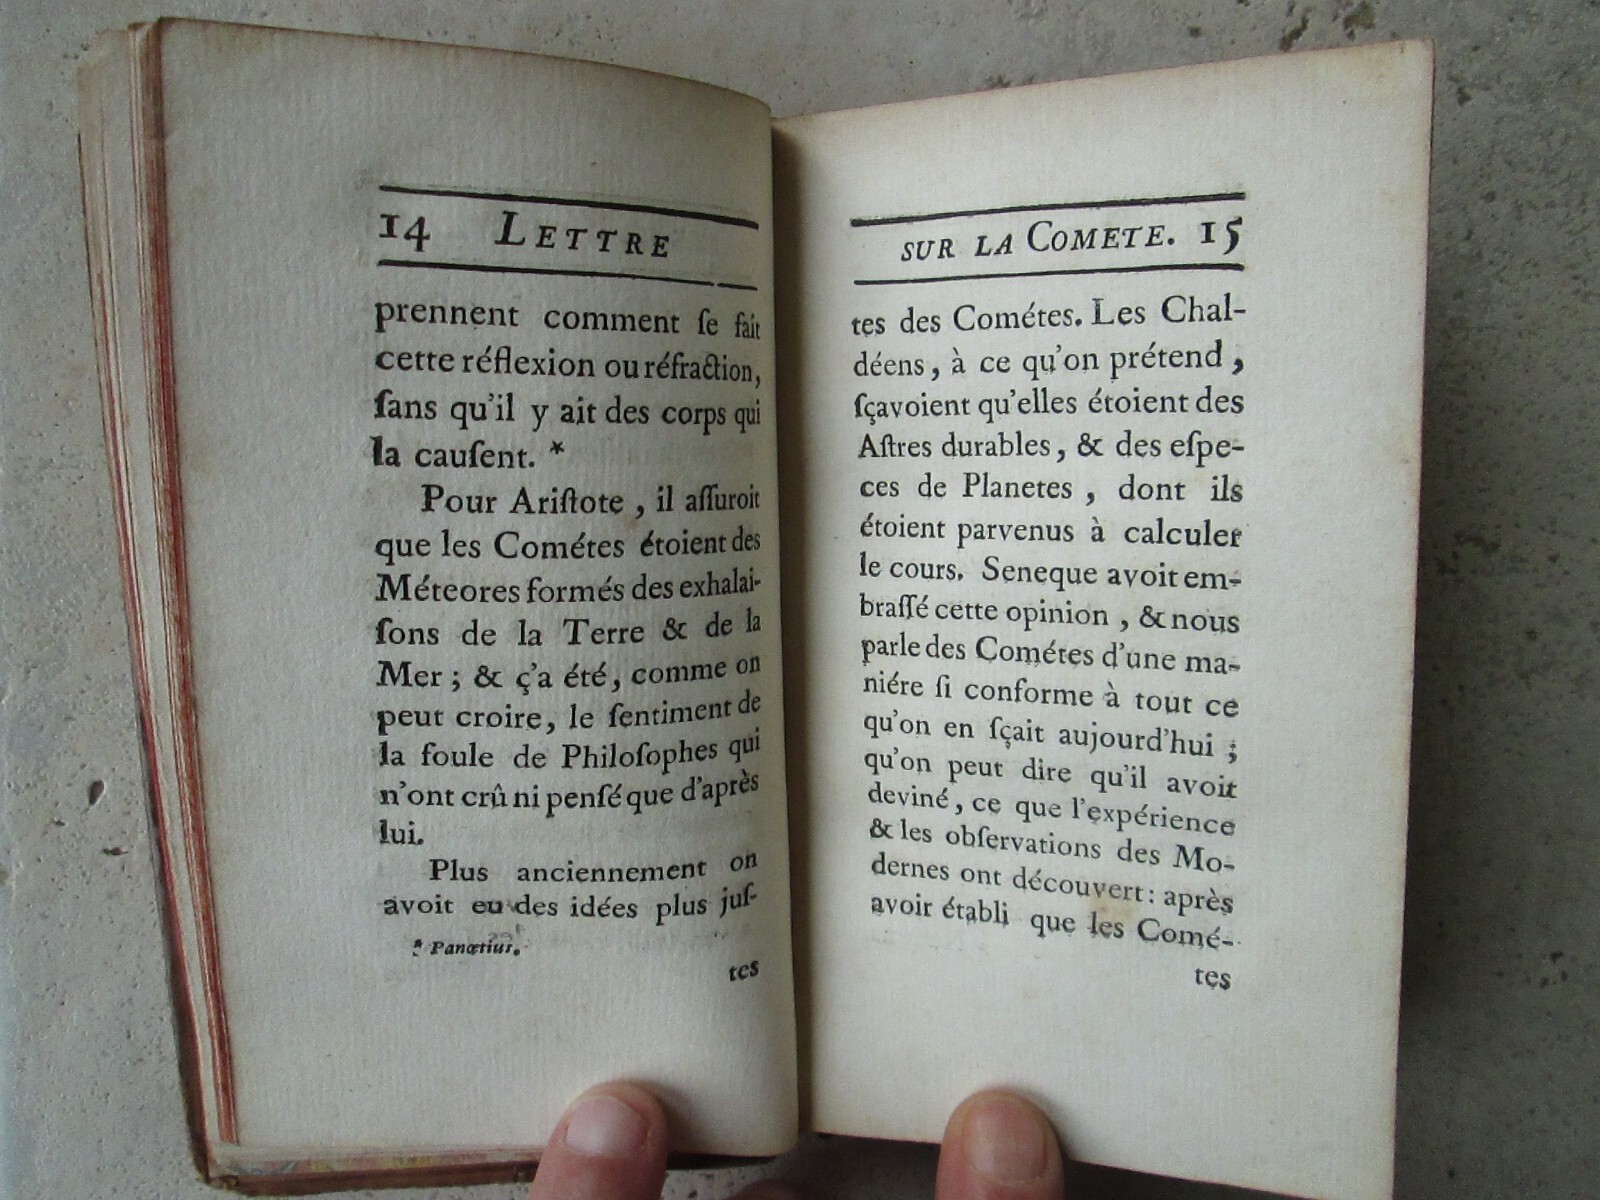 14 LETTRE
prennent comment ſe fait
cette réflexion ou réfraction,
ſans qu'il y ait des corps qui
la cauſent. *
Pour Ariſtote, il aſſuroit
que les Cométes étoient des
Méteores formés des exhalai-
ſons de la Terre & de la
Mer ; & ç'a été, comme on
peut croire, le ſentiment de
la foule de Philoſophes qui
n'ont crû ni penſé que d'après
lui.
Plus anciennement on
avoit eu des idées plus juſ-
* Panœtius.
tes
SUR LA COMETE. 15
tes des Cométes. Les Chal-
déens, à ce qu'on prétend,
ſçavoient qu'elles étoient des
Aſtres durables, & des eſpe-
ces de Planetes, dont ils
étoient parvenus à calculer
le cours. Seneque avoit em-
braſſé cette opinion, & nous
parle des Cométes d'une ma-
niére ſi conforme à tout ce
qu'on en ſçait aujourd'hui ;
qu'on peut dire qu'il avoit
deviné, ce que l'expérience
& les obſervations des Mo-
dernes ont découvert : après
avoir établi que les Comé-
tes